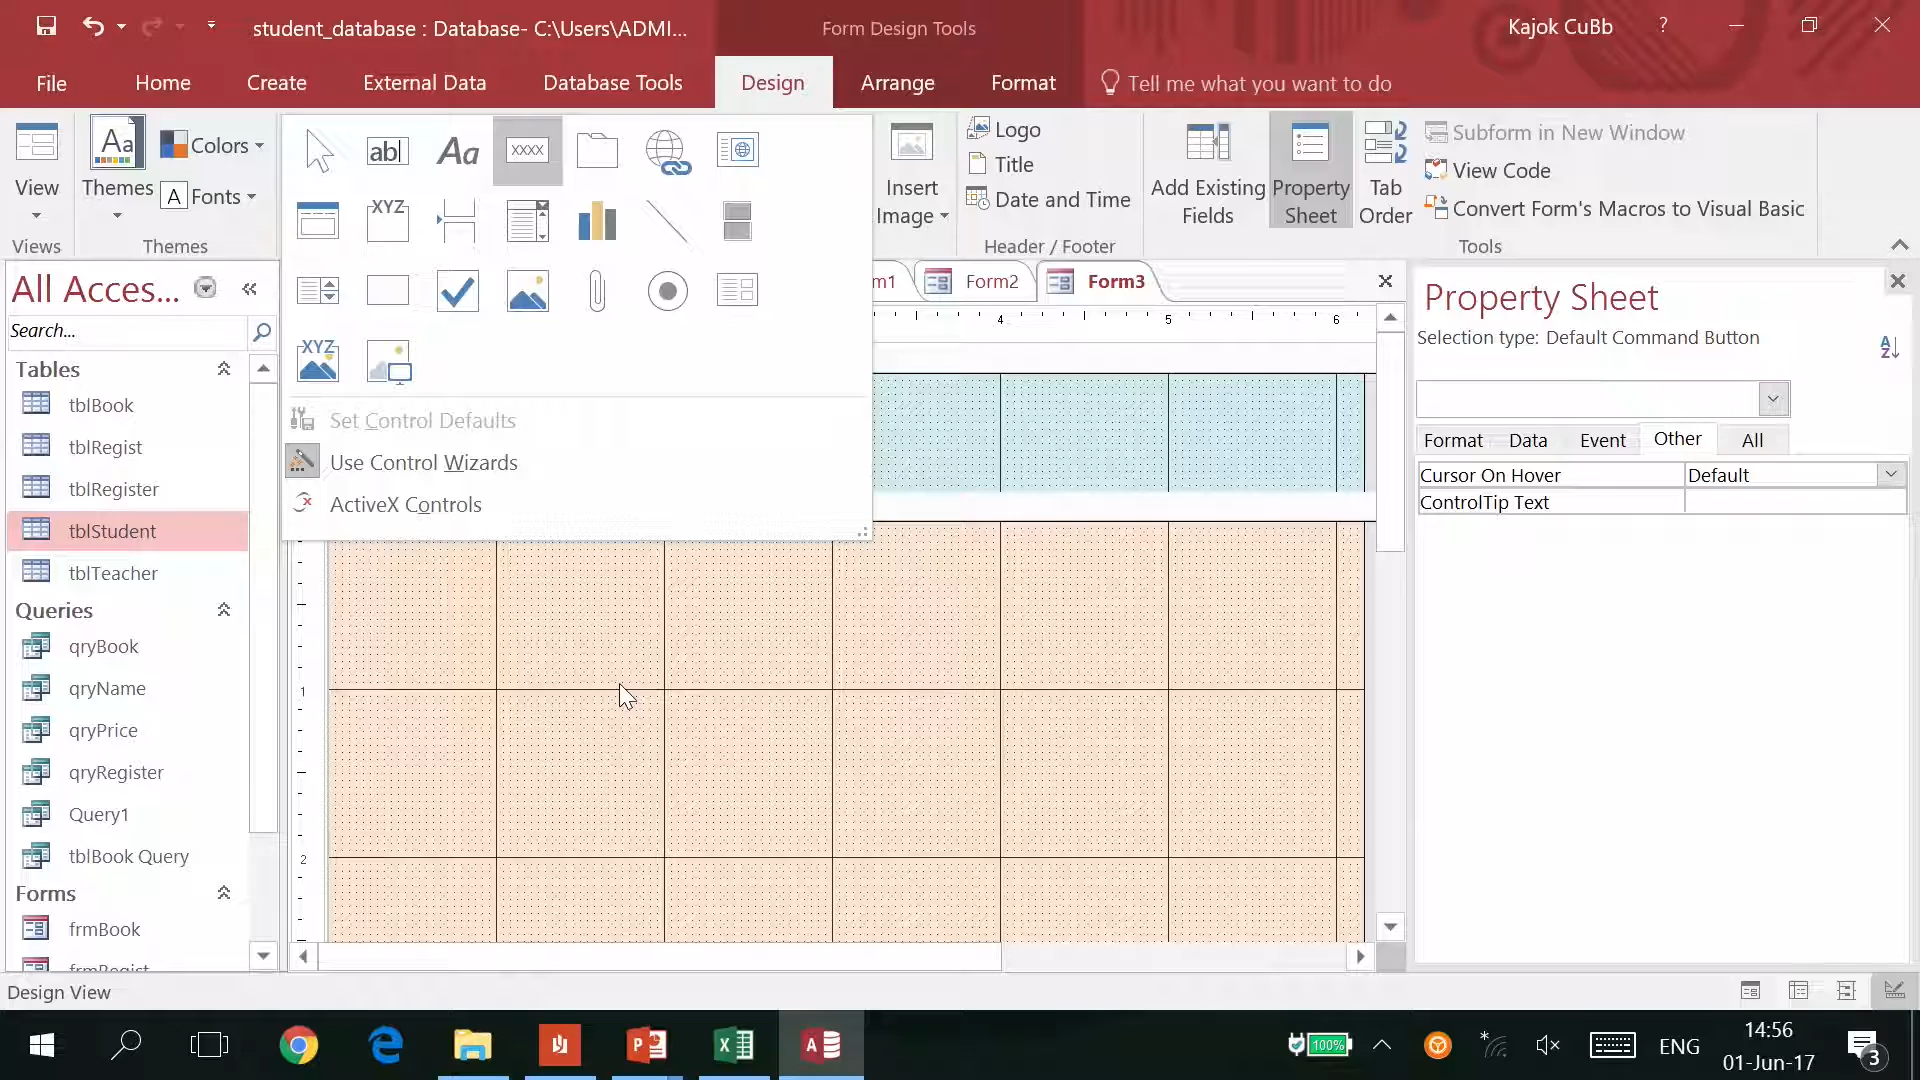 student_database : Database- C:\Users\ADMI...
Form Design Tools
Kajok CuBb
?
File
Home
Create
External Data
Database Tools
Design
Arrange
Format
Tell me what you want to do
View
Views
Aa
Themes
Colors
A Fonts
Themes
ab
Aa
XXXX
XYZ
XYZ
Set Control Defaults
Use Control Wizards
ActiveX Controls
Insert
Image
Logo
Title
Date and Time
Header / Footer
Add Existing
Fields
Property
Sheet
Tab
Order
Subform in New Window
View Code
Convert Form's Macros to Visual Basic
Tools
All Acces...
Search...
Tables
tblBook
tblRegist
tblRegister
tblStudent
tblTeacher
Queries
qryBook
qryName
qryPrice
qryRegister
Query1
tblBook Query
Forms
frmBook
frmRegist
m1
Form2
Form3
4
5
6
1
2
Property Sheet
Selection type: Default Command Button
A
Z
Format
Data
Event
Other
All
Cursor On Hover
Default
ControlTip Text
Design View
P
X
A
100%
ENG
14:56
01-Jun-17
3